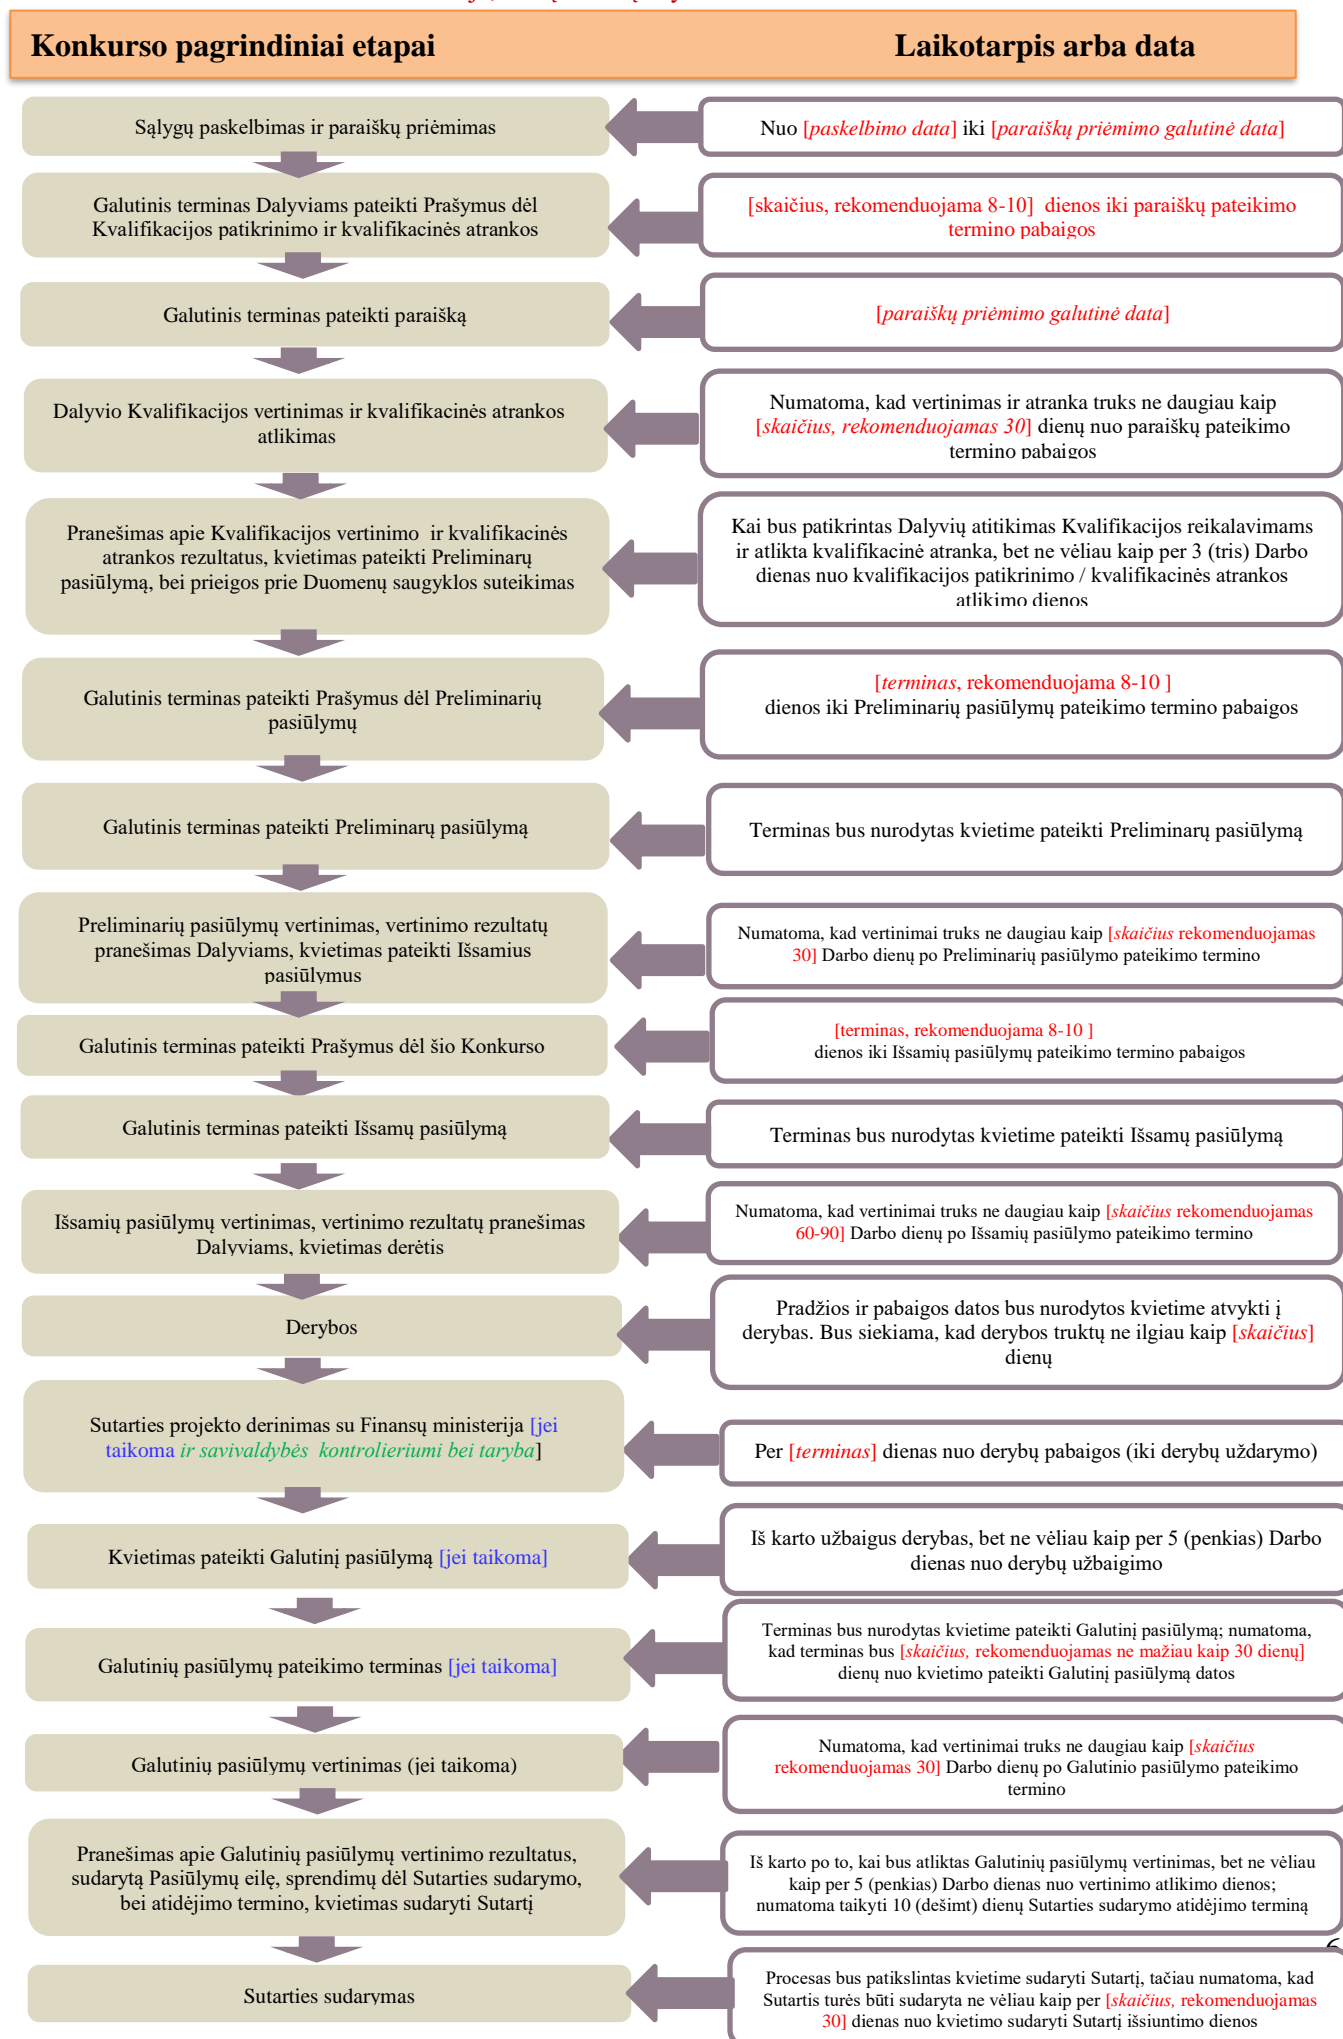 Konkurso pagrindiniai etapai
Laikotarpis arba data
Sąlygų paskelbimas ir paraiškų priėmimas
Nuo [paskelbimo data] iki [paraiškų priėmimo galutinė data]
Galutinis terminas Dalyviams pateikti Prašymus dėl
Kvalifikacijos patikrinimo ir kvalifikacinės atrankos
[skaičius, rekomenduojama 8-10] dienos iki paraiškų pateikimo
termino pabaigos
Galutinis terminas pateikti paraišką
[paraiškų priėmimo galutinė data]
Dalyvio Kvalifikacijos vertinimas ir kvalifikacinės atrankos
atlikimas
Numatoma, kad vertinimas ir atranka truks ne daugiau kaip
[skaičius, rekomenduojamas 30] dienų nuo paraiškų pateikimo
termino pabaigos
Pranešimas apie Kvalifikacijos vertinimo ir kvalifikacinės
atrankos rezultatus, kvietimas pateikti Preliminarų
pasiūlymą, bei prieigos prie Duomenų saugyklos suteikimas
Kai bus patikrintas Dalyvių atitikimas Kvalifikacijos reikalavimams
ir atlikta kvalifikacinė atranka, bet ne vėliau kaip per 3 (tris) Darbo
dienas nuo kvalifikacijos patikrinimo / kvalifikacinės atrankos
atlikimo dienos
Galutinis terminas pateikti Prašymus dėl Preliminarių
pasiūlymų
[terminas, rekomenduojama 8-10 ]
dienos iki Preliminarių pasiūlymų pateikimo termino pabaigos
Galutinis terminas pateikti Preliminarų pasiūlymą
Terminas bus nurodytas kvietime pateikti Preliminarų pasiūlymą
Preliminarių pasiūlymų vertinimas, vertinimo rezultatų
pranešimas Dalyviams, kvietimas pateikti Išsamius
pasiūlymus
Numatoma, kad vertinimai truks ne daugiau kaip [skaičius rekomenduojamas
30] Darbo dienų po Preliminarių pasiūlymo pateikimo termino
Galutinis terminas pateikti Prašymus dėl šio Konkurso
[terminas, rekomenduojama 8-10 ]
dienos iki Išsamių pasiūlymų pateikimo termino pabaigos
Galutinis terminas pateikti Išsamų pasiūlymą
Terminas bus nurodytas kvietime pateikti Išsamų pasiūlymą
Išsamių pasiūlymų vertinimas, vertinimo rezultatų pranešimas
Dalyviams, kvietimas derėtis
Numatoma, kad vertinimai truks ne daugiau kaip [skaičius rekomenduojamas
60-90] Darbo dienų po Išsamių pasiūlymo pateikimo termino
Derybos
Pradžios ir pabaigos datos bus nurodytos kvietime atvykti į
derybas. Bus siekiama, kad derybos truktų ne ilgiau kaip [skaičius]
dienų
Sutarties projekto derinimas su Finansų ministerija [jei
taikoma ir savivaldybės kontrolieriumi bei taryba]
Per [terminas] dienas nuo derybų pabaigos (iki derybų uždarymo)
Kvietimas pateikti Galutinį pasiūlymą [jei taikoma]
Iš karto užbaigus derybas, bet ne vėliau kaip per 5 (penkias) Darbo
dienas nuo derybų užbaigimo
Galutinių pasiūlymų pateikimo terminas [jei taikoma]
Terminas bus nurodytas kvietime pateikti Galutinį pasiūlymą; numatoma,
kad terminas bus [skaičius, rekomenduojamas ne mažiau kaip 30 dienų]
dienų nuo kvietimo pateikti Galutinį pasiūlymą datos
Galutinių pasiūlymų vertinimas (jei taikoma)
Numatoma, kad vertinimai truks ne daugiau kaip [skaičius
rekomenduojamas 30] Darbo dienų po Galutinio pasiūlymo pateikimo
termino
Pranešimas apie Galutinių pasiūlymų vertinimo rezultatus,
sudarytą Pasiūlymų eilę, sprendimų dėl Sutarties sudarymo,
bei atidėjimo termino, kvietimas sudaryti Sutartį
Iš karto po to, kai bus atliktas Galutinių pasiūlymų vertinimas, bet ne vėliau
kaip per 5 (penkias) Darbo dienas nuo vertinimo atlikimo dienos;
numatoma taikyti 10 (dešimt) dienų Sutarties sudarymo atidėjimo terminą
Sutarties sudarymas
Procesas bus patikslintas kvietime sudaryti Sutartį, tačiau numatoma, kad
Sutartis turės būti sudaryta ne vėliau kaip per [skaičius, rekomenduojamas
30] dienas nuo kvietimo sudaryti Sutartį išsiuntimo dienos